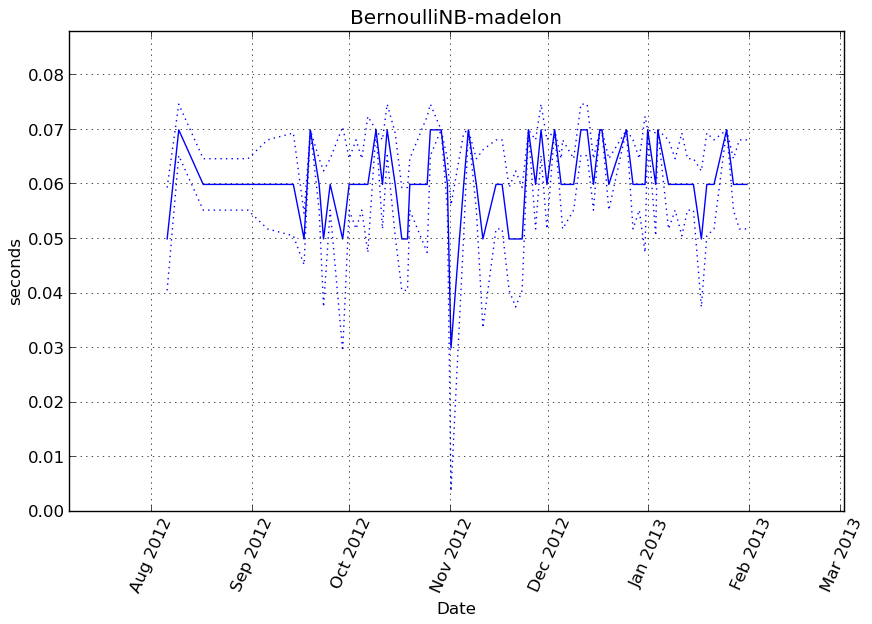 BernoulliNB-madelon
0.08
0.07
0.06
0.05
0.04
0.03
0.02
0.01
0.00
seconds
Aug 2012
Sep 2012
Oct 2012
Nov 2012
Dec 2012
Jan 2013
Feb 2013
Mar 2013
Date